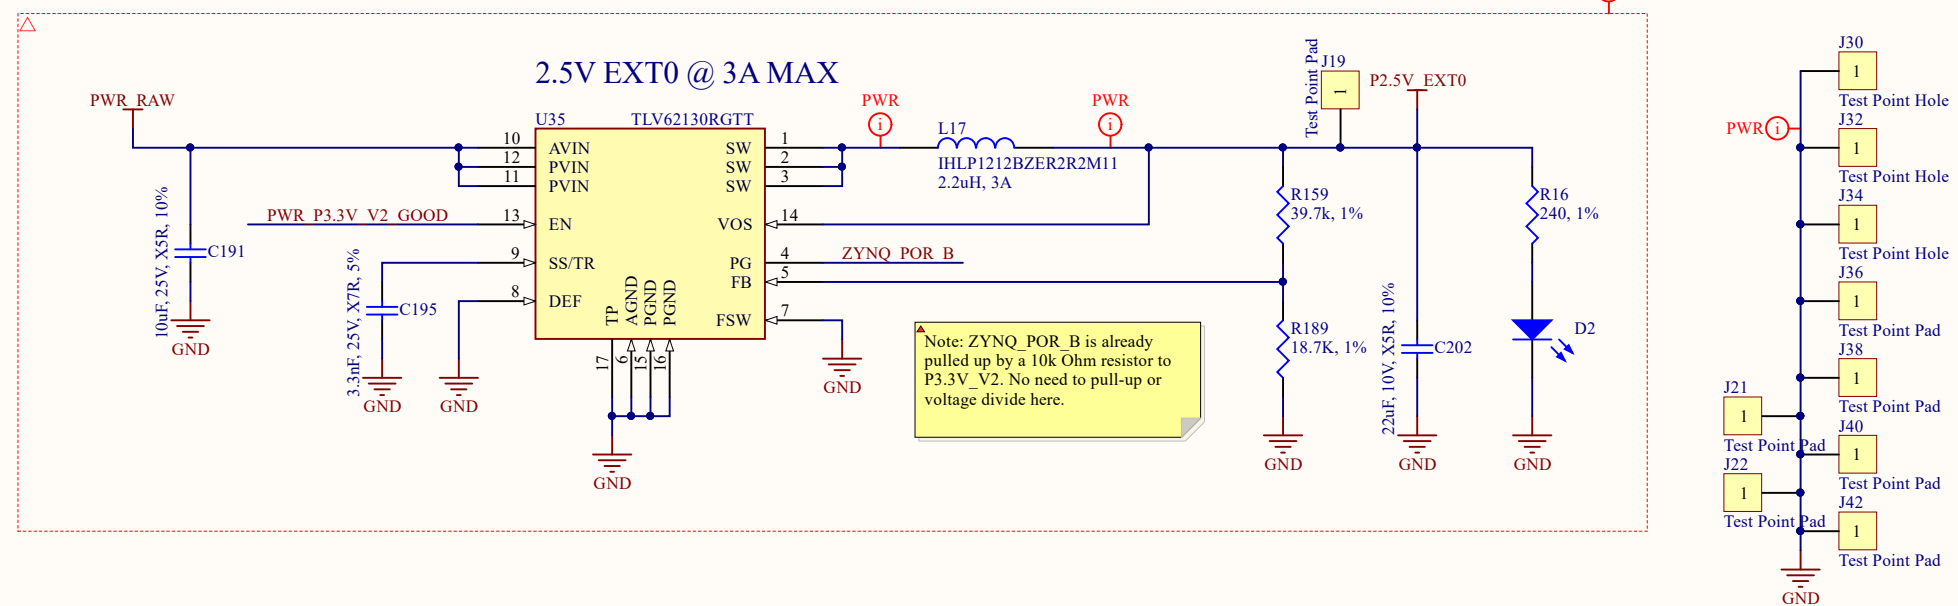 2.5V EXT0 @ 3A MAX
PWR_RAW
U35
TLV62130RGTT
10
AVIN
12
PVIN
11
PVIN
PWR_P3.3V_V2_GOOD
13
EN
9
SS/TR
8
DEF
SW
1
SW
2
SW
3
VOS
14
PG
4
ZYNQ_POR_B
FB
5
FSW
7
TP
AGND
PGND
PGND
17
6
15
16
GND
C191
10uF, 25V, X5R, 10%
GND
C195
3.3nF, 25V, X7R, 5%
GND
GND
GND
PWR
i
L17
IHLP1212BZER2R2M11
2.2uH, 3A
PWR
i
Note: ZYNQ_POR_B is already
pulled up by a 10k Ohm resistor to
P3.3V_V2. No need to pull-up or
voltage divide here.
R159
39.7k, 1%
R189
18.7K, 1%
GND
J19
1
Test Point Pad
P2.5V_EXT0
C202
22uF, 10V, X5R, 10%
GND
R16
240, 1%
D2
GND
J30
1
Test Point Hole
PWR
i
J32
1
Test Point Hole
J34
1
Test Point Hole
J36
1
Test Point Pad
J38
1
Test Point Pad
J21
1
Test Point Pad
J40
1
Test Point Pad
J22
1
Test Point Pad
J42
1
Test Point Pad
GND